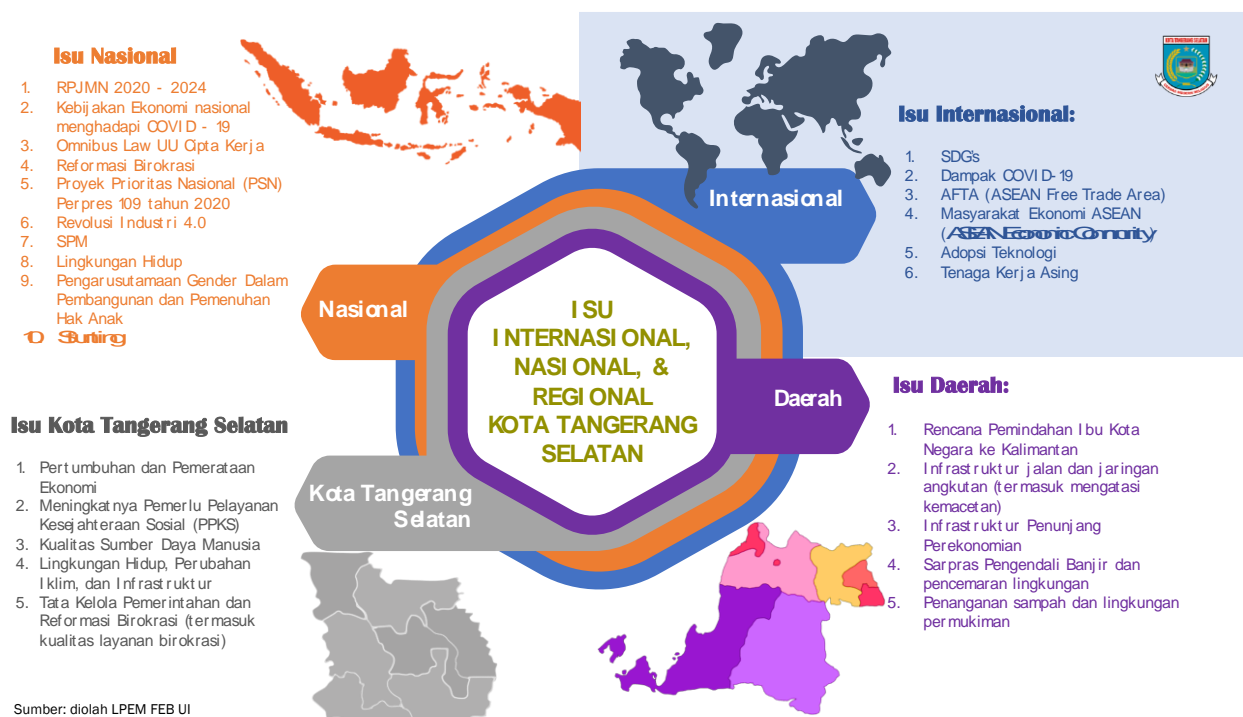 Isu Nasional
1. RPJMN 2020 - 2024
2. Kebijakan Ekonomi nasional
menghadapi COVID - 19
3. Omnibus Law UU Cipta Kerja
4. Reformasi Birokrasi
5. Proyek Prioritas Nasional (PSN)
Perpres 109 tahun 2020
6. Revolusi Industri 4.0
7. SPM
8. Lingkungan Hidup
9. Pengarusutamaan Gender Dalam
Pembangunan dan Pemenuhan
Hak Anak
10. Stunting
Isu Internasional:
1. SDG's
2. Dampak COVID-19
3. AFTA (ASEAN Free Trade Area)
4. Masyarakat Ekonomi ASEAN
(ASEAN Economic Community)
5. Adopsi Teknologi
6. Tenaga Kerja Asing
Internasional
Nasional
ISU
INTERNASIONAL,
NASIONAL, &
REGIONAL
KOTA TANGERANG
SELATAN
Daerah
Kota Tangerang
Selatan
Isu Daerah:
1. Rencana Pemindahan Ibu Kota
Negara ke Kalimantan
2. Infrastruktur jalan dan jaringan
angkutan (termasuk mengatasi
kemacetan)
3. Infrastruktur Penunjang
Perekonomian
4. Sarpras Pengendali Banjir dan
pencemaran lingkungan
5. Penanganan sampah dan lingkungan
permukiman
Isu Kota Tangerang Selatan
1. Pertumbuhan dan Pemerataan
Ekonomi
2. Meningkatnya Pemerlu Pelayanan
Kesejahteraan Sosial (PPKS)
3. Kualitas Sumber Daya Manusia
4. Lingkungan Hidup, Perubahan
Iklim, dan Infrastruktur
5. Tata Kelola Pemerintahan dan
Reformasi Birokrasi (termasuk
kualitas layanan birokrasi)
Sumber: diolah LPEM FEB UI